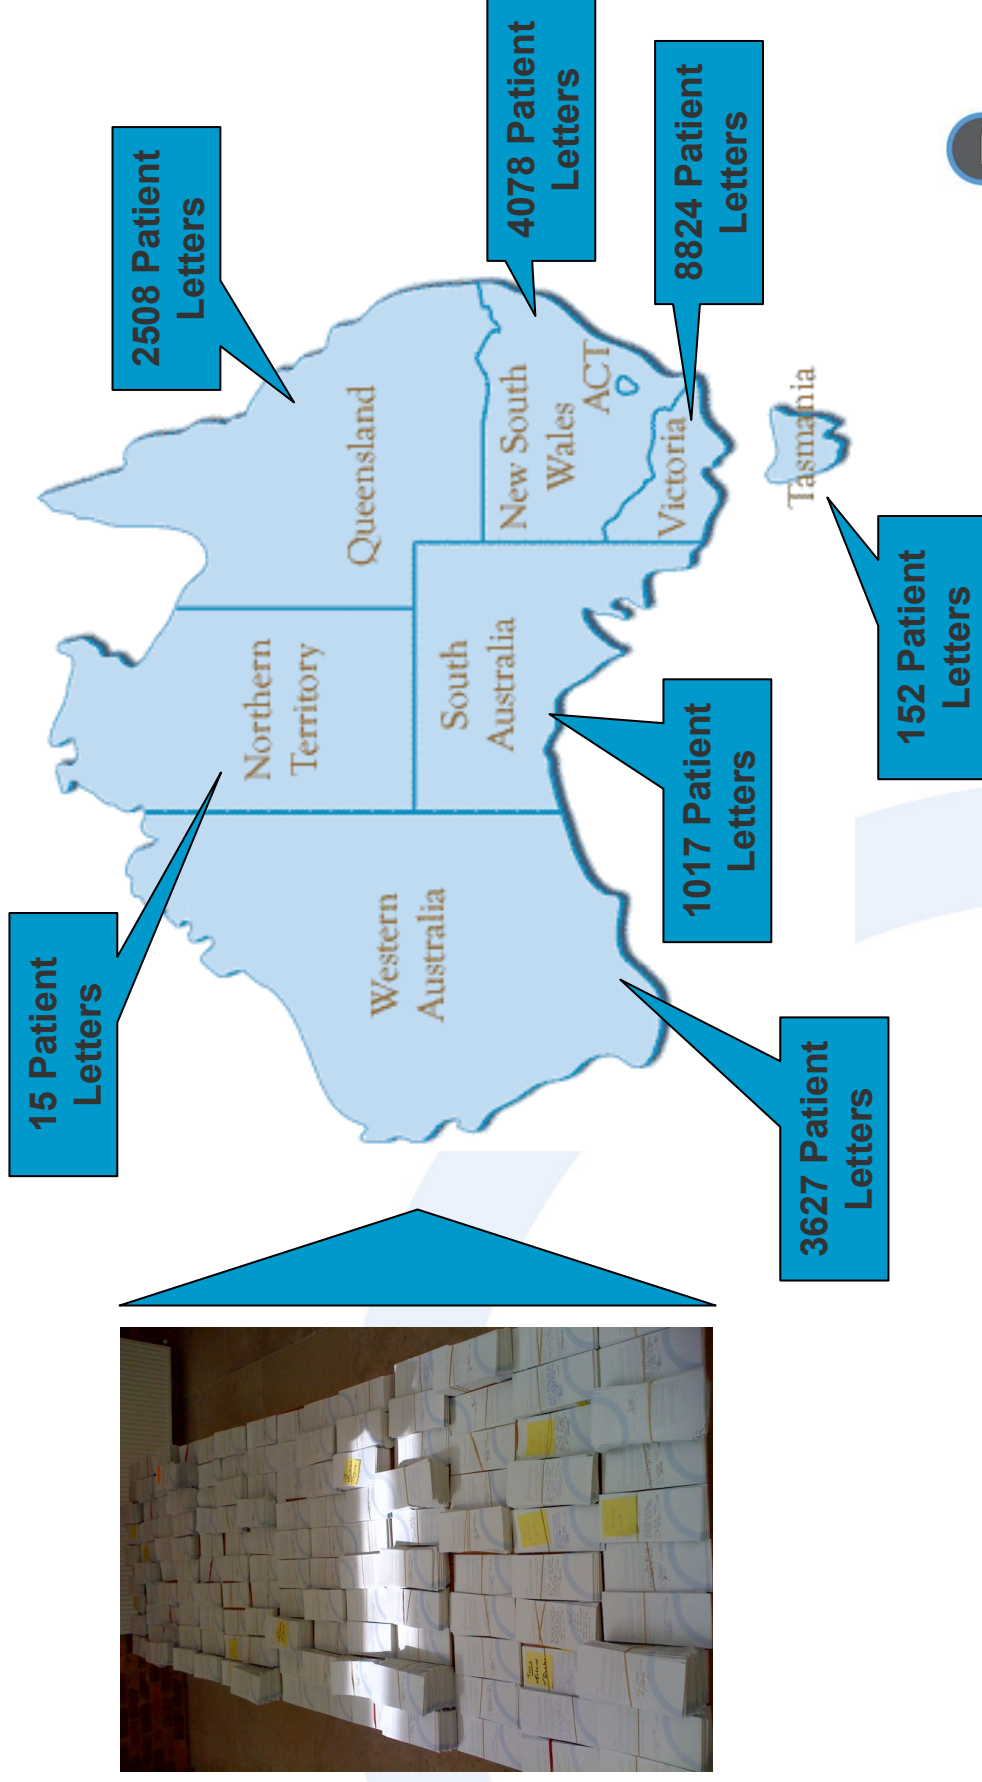 15 Patient
Letters
2508 Patient
Letters
Northern
Territory
Queensland
Western
Australia
South
Australia
New South
Wales
ACT
4078 Patient
Letters
Victoria
8824 Patient
Letters
1017 Patient
Letters
Tasmania
3627 Patient
Letters
152 Patient
Letters